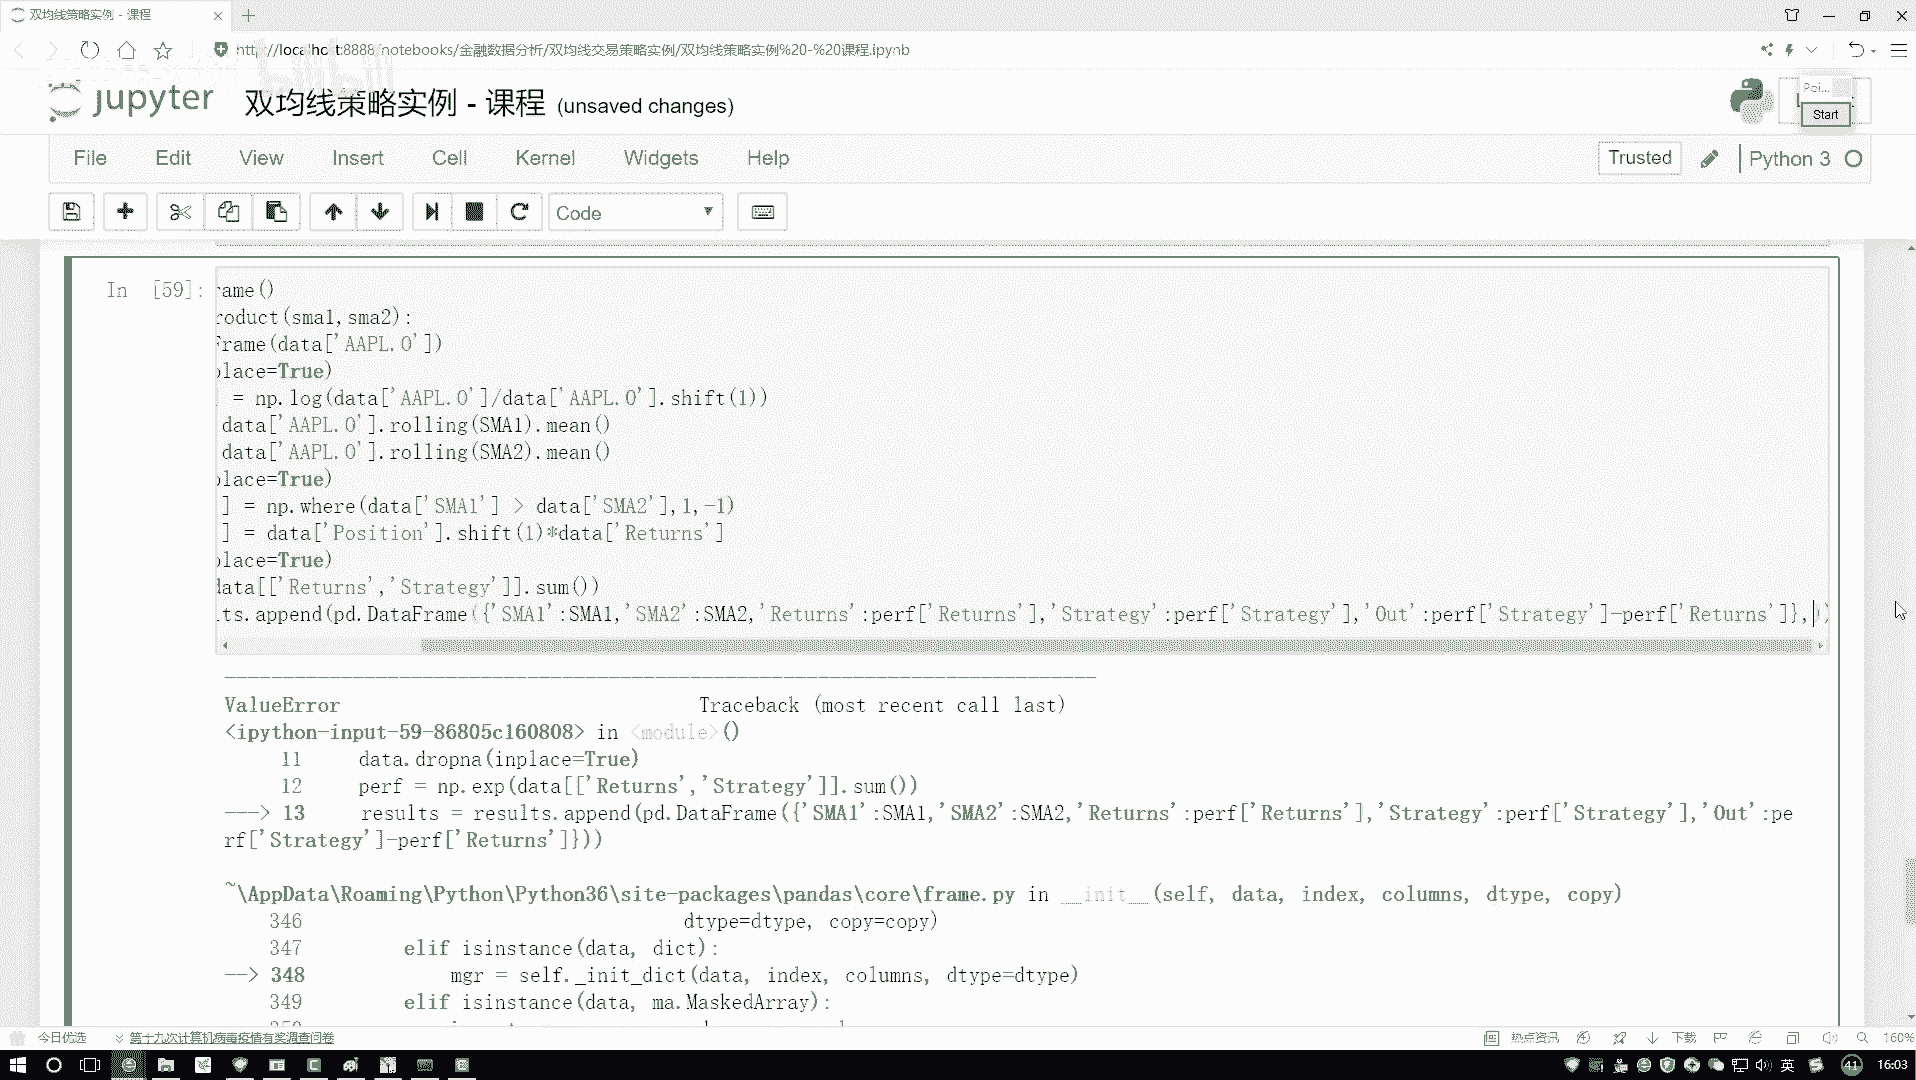 双均线策略实例 - 课程
http://localhost:8888/notebooks/金融数据分析/双均线交易策略实例/双均线策略实例%20-%20课程.ipynb
jupyter 双均线策略实例 - 课程 (unsaved changes)
Poi...
Start
File Edit View Insert Cell Kernel Widgets Help
Trusted
Python 3
Code
In [59]:
rame()
roduct(sma1,sma2):
Frame(data['AAPL.O'])
place=True)
] = np.log(data['AAPL.O']/data['AAPL.O'].shift(1))
data['AAPL.O'].rolling(SMA1).mean()
data['AAPL.O'].rolling(SMA2).mean()
place=True)
] = np.where(data['SMA1'] > data['SMA2'],1,-1)
] = data['Position'].shift(1)*data['Returns']
place=True)
data[['Returns','Strategy']].sum())
ts.append(pd.DataFrame({'SMA1':SMA1,'SMA2':SMA2,'Returns':perf['Returns'],'Strategy':perf['Strategy'],'Out':perf['Strategy']-perf['Returns']},))
---------------------------------------------------------------------------
ValueError Traceback (most recent call last)
<ipython-input-59-86805c160808> in <module>()
11 data.dropna(inplace=True)
12 perf = np.exp(data[['Returns','Strategy']].sum())
---> 13 results = results.append(pd.DataFrame({'SMA1':SMA1,'SMA2':SMA2,'Returns':perf['Returns'],'Strategy':perf['Strategy'],'Out':pe
rf['Strategy']-perf['Returns']}))
~\AppData\Roaming\Python\Python36\site-packages\pandas\core\frame.py in __init__(self, data, index, columns, dtype, copy)
346 dtype=dtype, copy=copy)
347 elif isinstance(data, dict):
--> 348 mgr = self._init_dict(data, index, columns, dtype=dtype)
349 elif isinstance(data, ma.MaskedArray):
今日优选 第十九次计算机病毒疫情有奖调查问卷
热点资讯 下载 160%
英 41 16:03